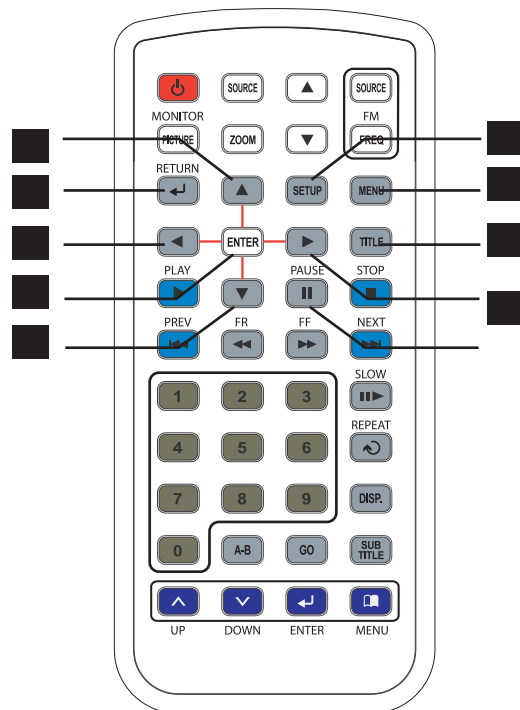 SOURCE SOURCE
MONITOR FM
PICTURE ZOOM FREQ
RETURN
SETUP MENU
ENTER TITLE
PLAY PAUSE STOP
PREV FR FF NEXT
SLOW
1 2 3
REPEAT
4 5 6
7 8 9 DISP.
0 A-B GO SUB TITLE
UP DOWN ENTER MENU